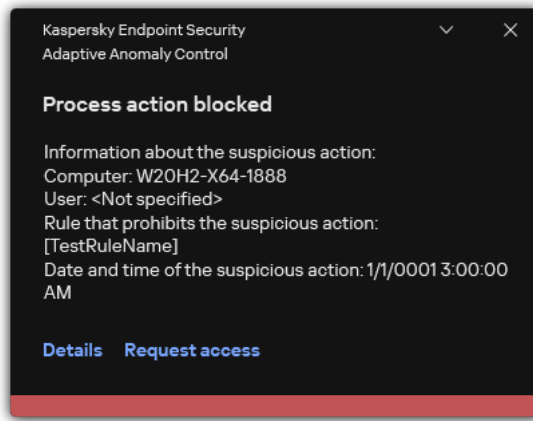 Kaspersky Endpoint Security
Adaptive Anomaly Control
Process action blocked
Information about the suspicious action:
Computer: W20H2-X64-1888
User: <Not specified>
Rule that prohibits the suspicious action:
[TestRuleName]
Date and time of the suspicious action: 1/1/0001 3:00:00
AM
Details Request access